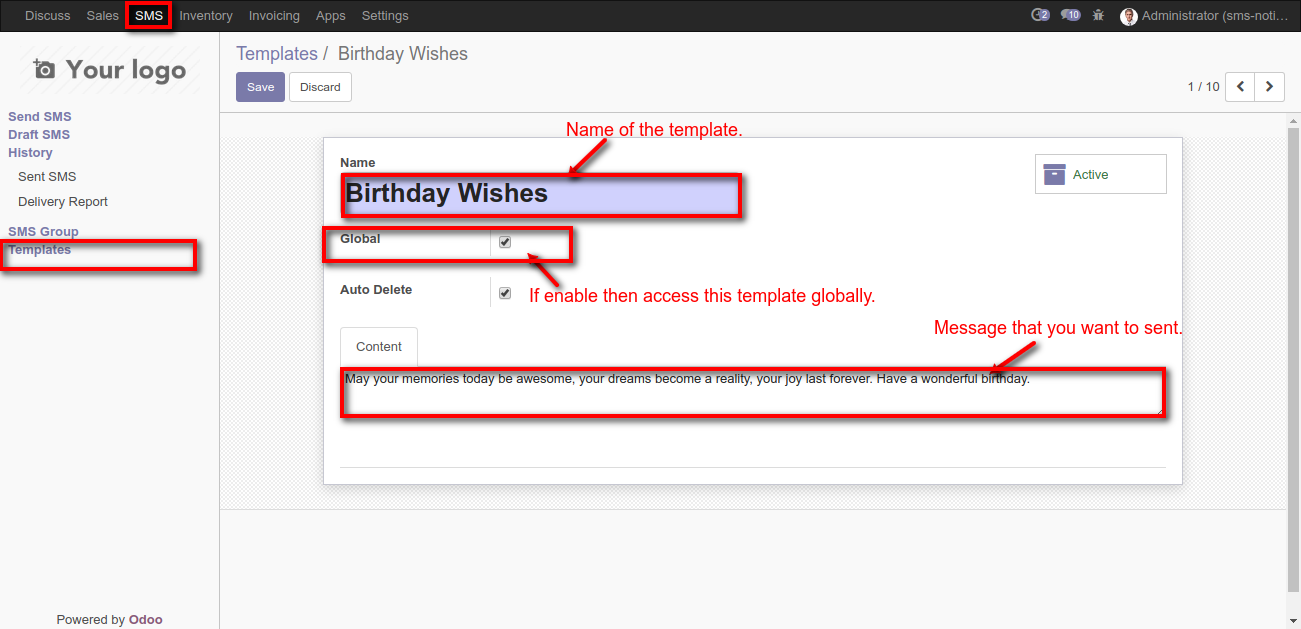 Discuss Sales SMS Inventory Invoicing Apps Settings 2 10 Administrator (sms-noti...
Your logo
Templates / Birthday Wishes
Save Discard
1 / 10
Send SMS
Draft SMS
History
Sent SMS
Delivery Report
SMS Group
Templates
Name of the template.
Name
Birthday Wishes
Active
Global
If enable then access this template globally.
Auto Delete
Message that you want to sent.
Content
May your memories today be awesome, your dreams become a reality, your joy last forever. Have a wonderful birthday.
Powered by Odoo